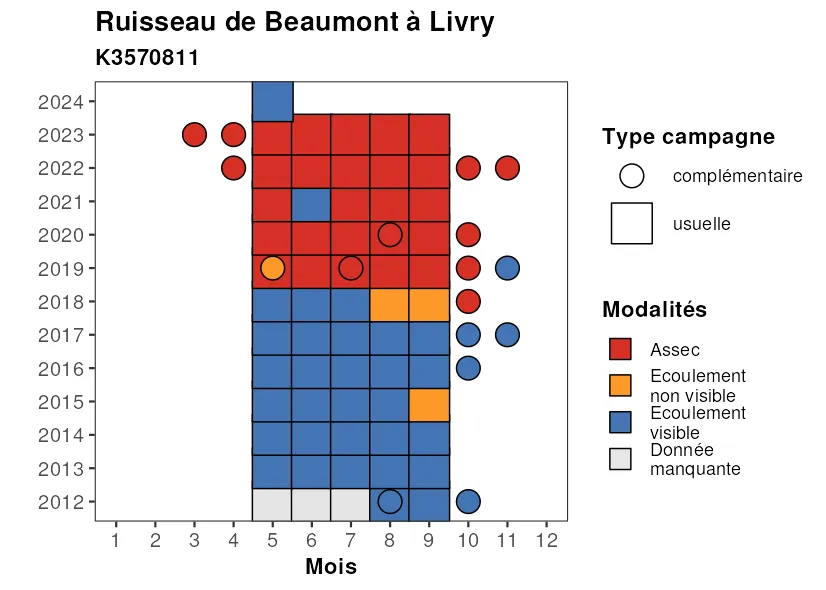 Ruisseau de Beaumont à Livry
K3570811
2024
2023
2022
2021
2020
2019
2018
2017
2016
2015
2014
2013
2012
1 2 3 4 5 6 7 8 9 10 11 12
Mois
Type campagne
complémentaire
usuelle
Modalités
Assec
Ecoulement
non visible
Ecoulement
visible
Donnée
manquante